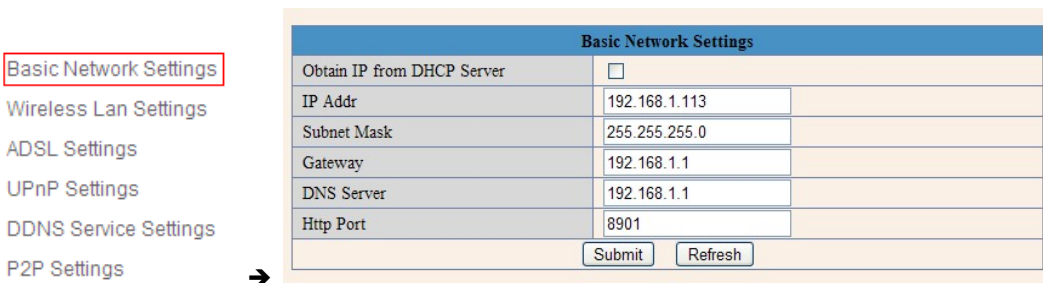 Basic Network Settings
Wireless Lan Settings
ADSL Settings
UPnP Settings
DDNS Service Settings
P2P Settings
➔
Basic Network Settings
Obtain IP from DHCP Server
IP Addr 192.168.1.113
Subnet Mask 255.255.255.0
Gateway 192.168.1.1
DNS Server 192.168.1.1
Http Port 8901
Submit Refresh